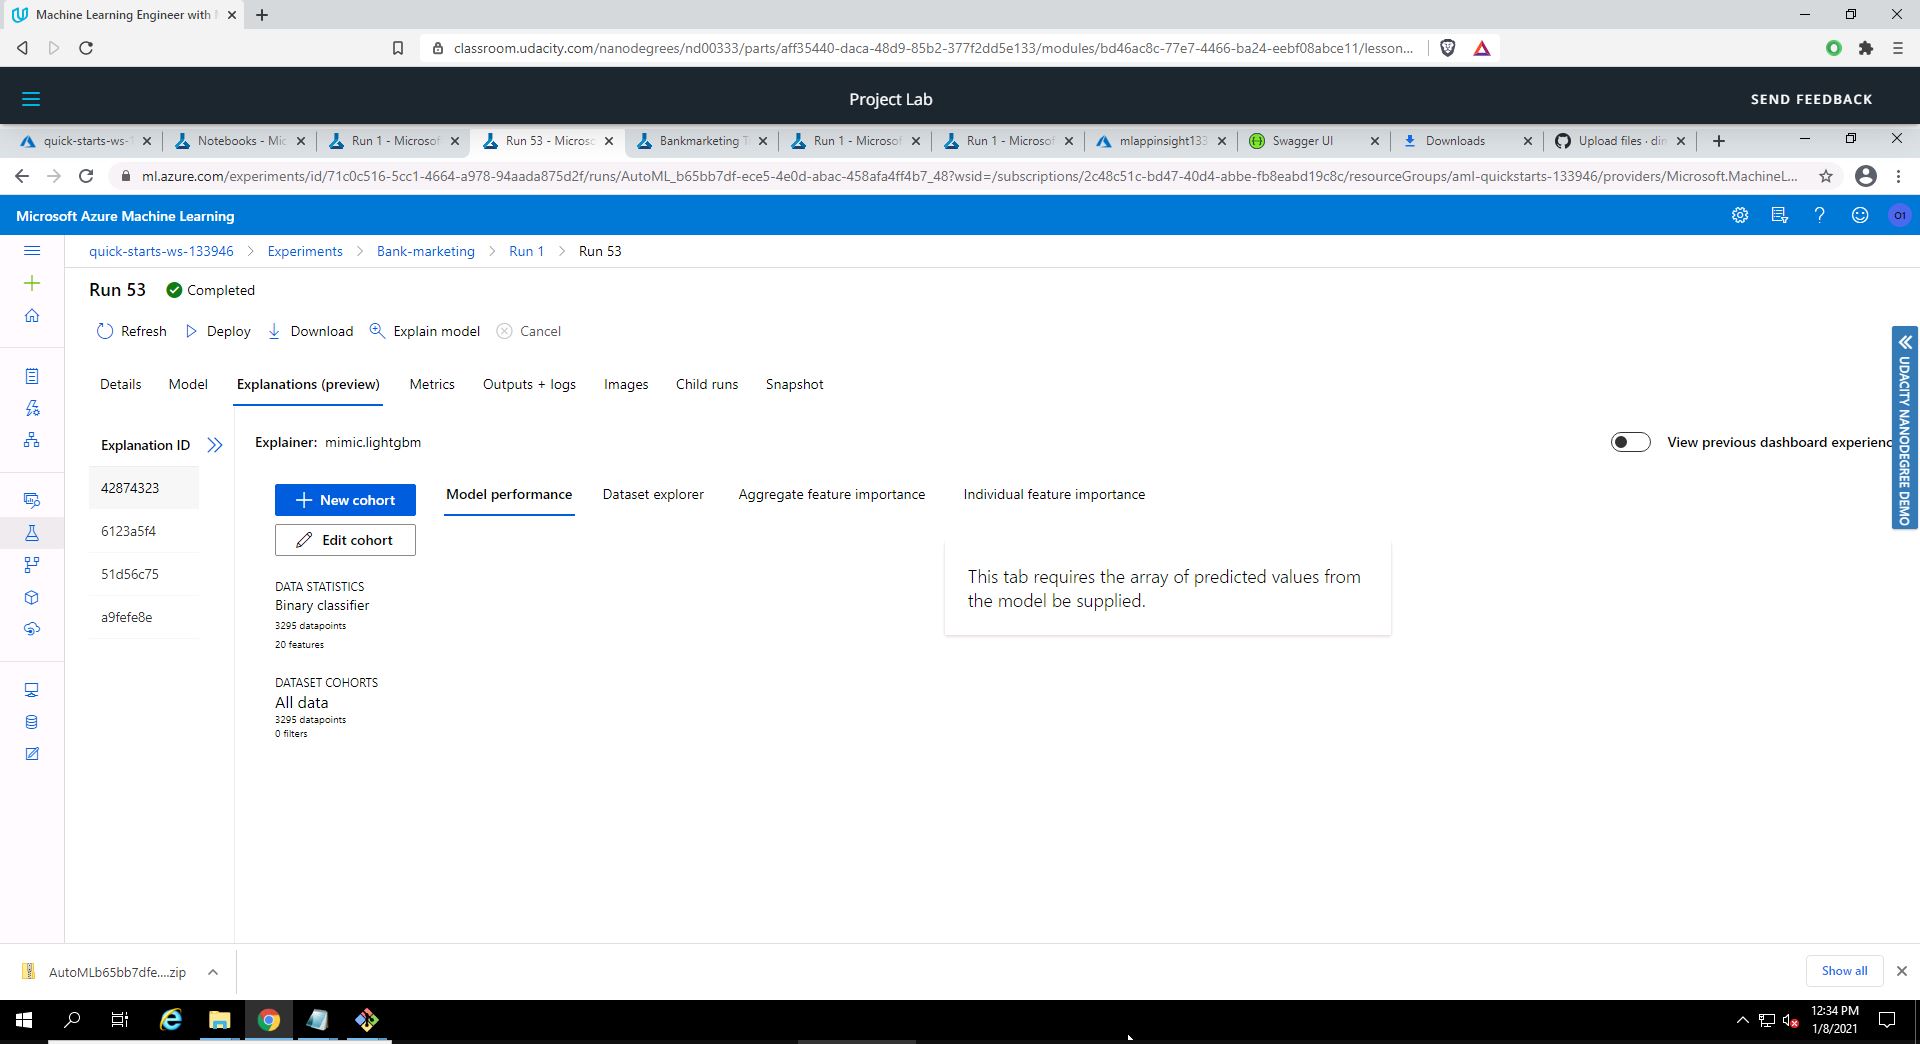 Machine Learning Engineer with
classroom.udacity.com/nanodegrees/nd00333/parts/aff35440-daca-48d9-85b2-377f2dd5e133/modules/bd46ac8c-77e7-4466-ba24-eebf08abce11/lesson...
Project Lab
SEND FEEDBACK
quick-starts-ws-1
Notebooks - Mic
Run 1 - Microsof
Run 53 - Microsc
Bankmarketing T
Run 1 - Microsof
Run 1 - Microsof
mlappinsight133
Swagger UI
Downloads
Upload files · din
ml.azure.com/experiments/id/71c0c516-5cc1-4664-a978-94aada875d2f/runs/AutoML_b65bb7df-ece5-4e0d-abac-458afa4ff4b7_48?wsid=/subscriptions/2c48c51c-bd47-40d4-abbe-fb8eabd19c8c/resourceGroups/aml-quickstarts-133946/providers/Microsoft.MachineL...
Microsoft Azure Machine Learning
01
quick-starts-ws-133946 > Experiments > Bank-marketing > Run 1 > Run 53
Run 53 Completed
Refresh Deploy Download Explain model Cancel
Details Model Explanations (preview) Metrics Outputs + logs Images Child runs Snapshot
Explanation ID
42874323
6123a5f4
51d56c75
a9fefe8e
Explainer: mimic.lightgbm
View previous dashboard experienc
UDACITY NANODEGREE DEMO
New cohort
Edit cohort
Model performance Dataset explorer Aggregate feature importance Individual feature importance
This tab requires the array of predicted values from
the model be supplied.
DATA STATISTICS
Binary classifier
3295 datapoints
20 features
DATASET COHORTS
All data
3295 datapoints
0 filters
AutoMLb65bb7dfe....zip
Show all
12:34 PM
1/8/2021